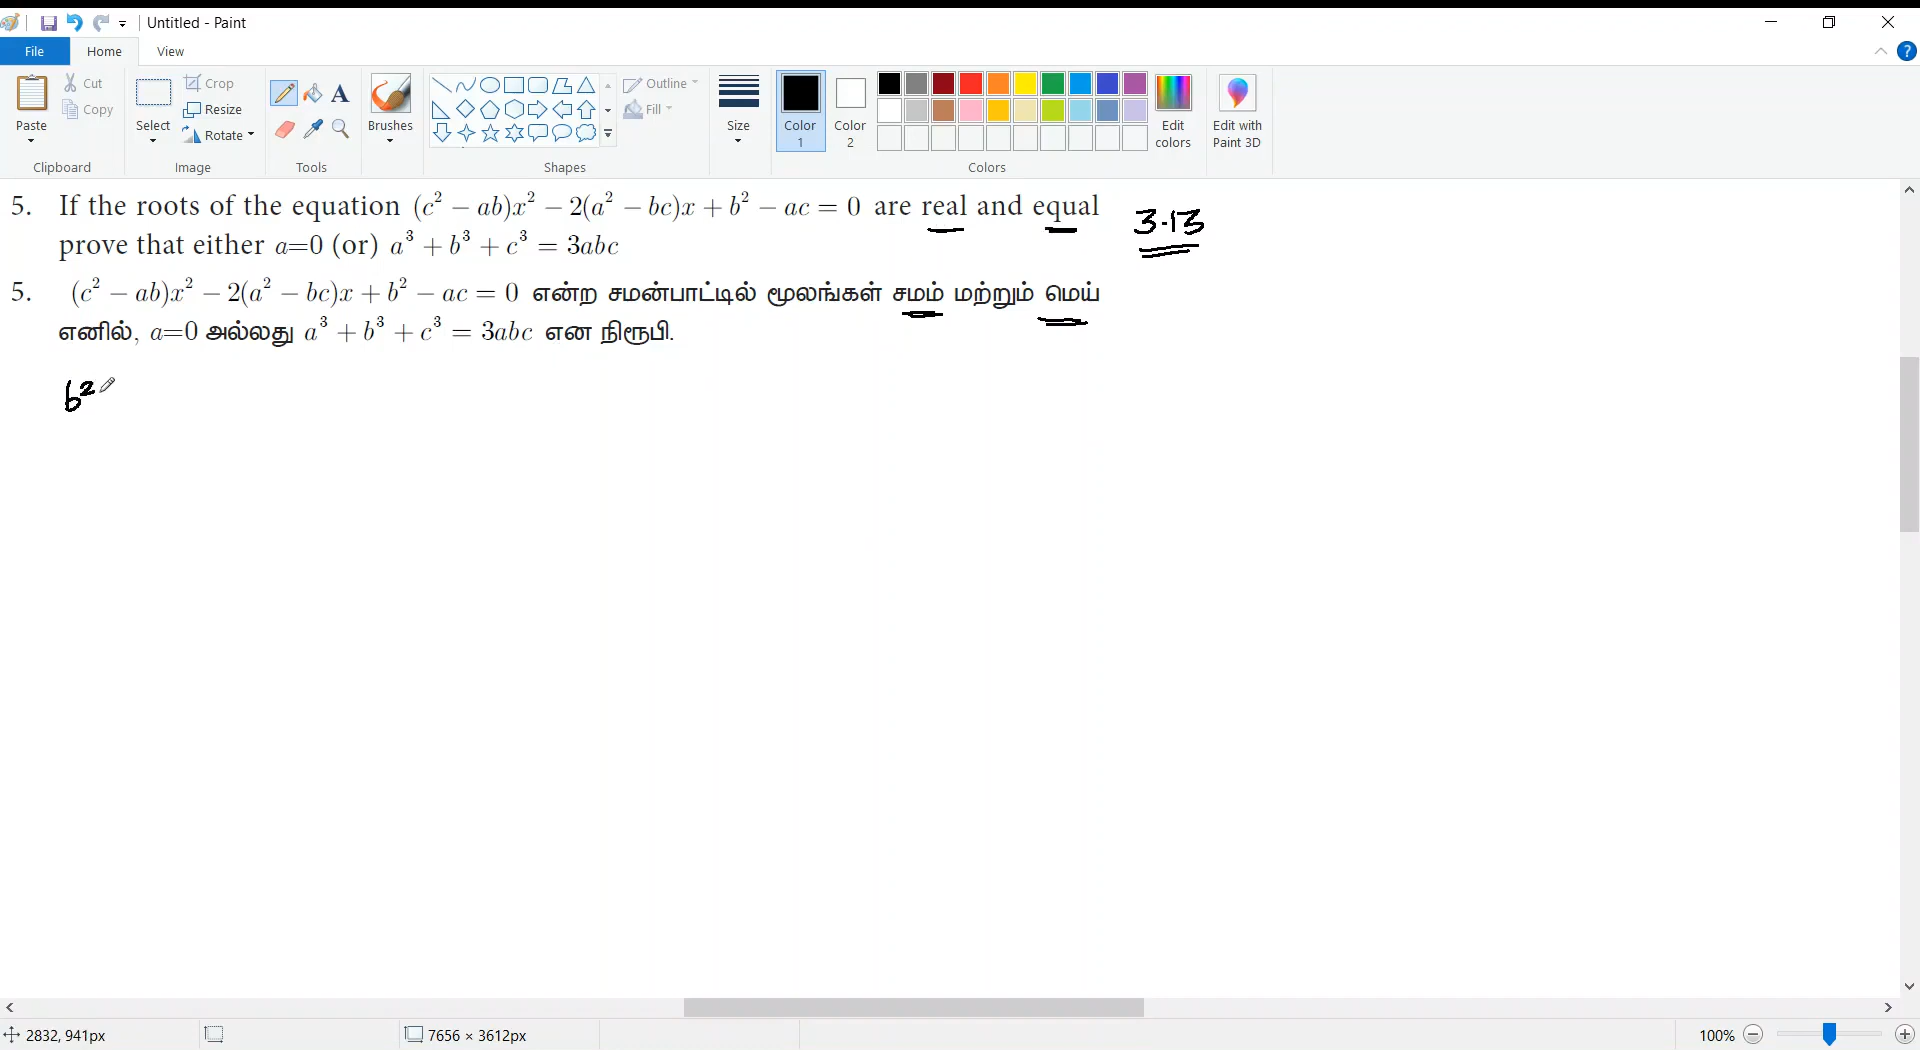 Untitled - Paint
File Home View
Paste Cut Copy Clipboard
Select Crop Resize Rotate Image
Tools
Brushes
Outline Fill Shapes
Size
Color 1 Color 2 Edit colors Colors
Edit with Paint 3D
5. If the roots of the equation (c² − ab)x² − 2(a² − bc)x + b² − ac = 0 are real and equal 3.13
prove that either a=0 (or) a³ + b³ + c³ = 3abc
5. (c² − ab)x² − 2(a² − bc)x + b² − ac = 0 என்ற சமன்பாட்டில் மூலங்கள் சமம் மற்றும் மெய்
எனில், a=0 அல்லது a³ + b³ + c³ = 3abc என நிரூபி.
b²
2832, 941px 7656 × 3612px 100%